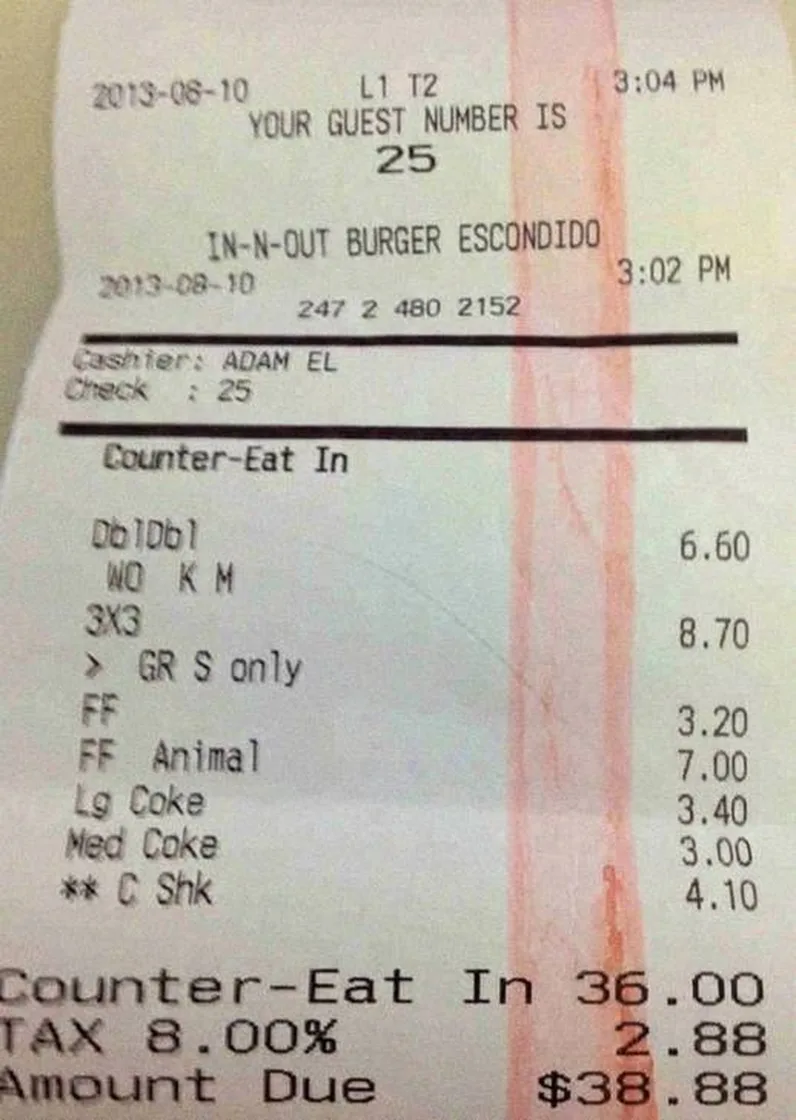 2013-08-10 L1 T2 3:04 PM
YOUR GUEST NUMBER IS
25
IN-N-OUT BURGER ESCONDIDO
2013-08-10 3:02 PM
247 2 480 2152
Cashier: ADAM EL
Check : 25
Counter-Eat In
DblDbl 6.60
WO K M
3X3 8.70
> GR S only
FF 3.20
FF Animal 7.00
Lg Coke 3.40
Med Coke 3.00
** C Shk 4.10
Counter-Eat In 36.00
TAX 8.00% 2.88
Amount Due $38.88